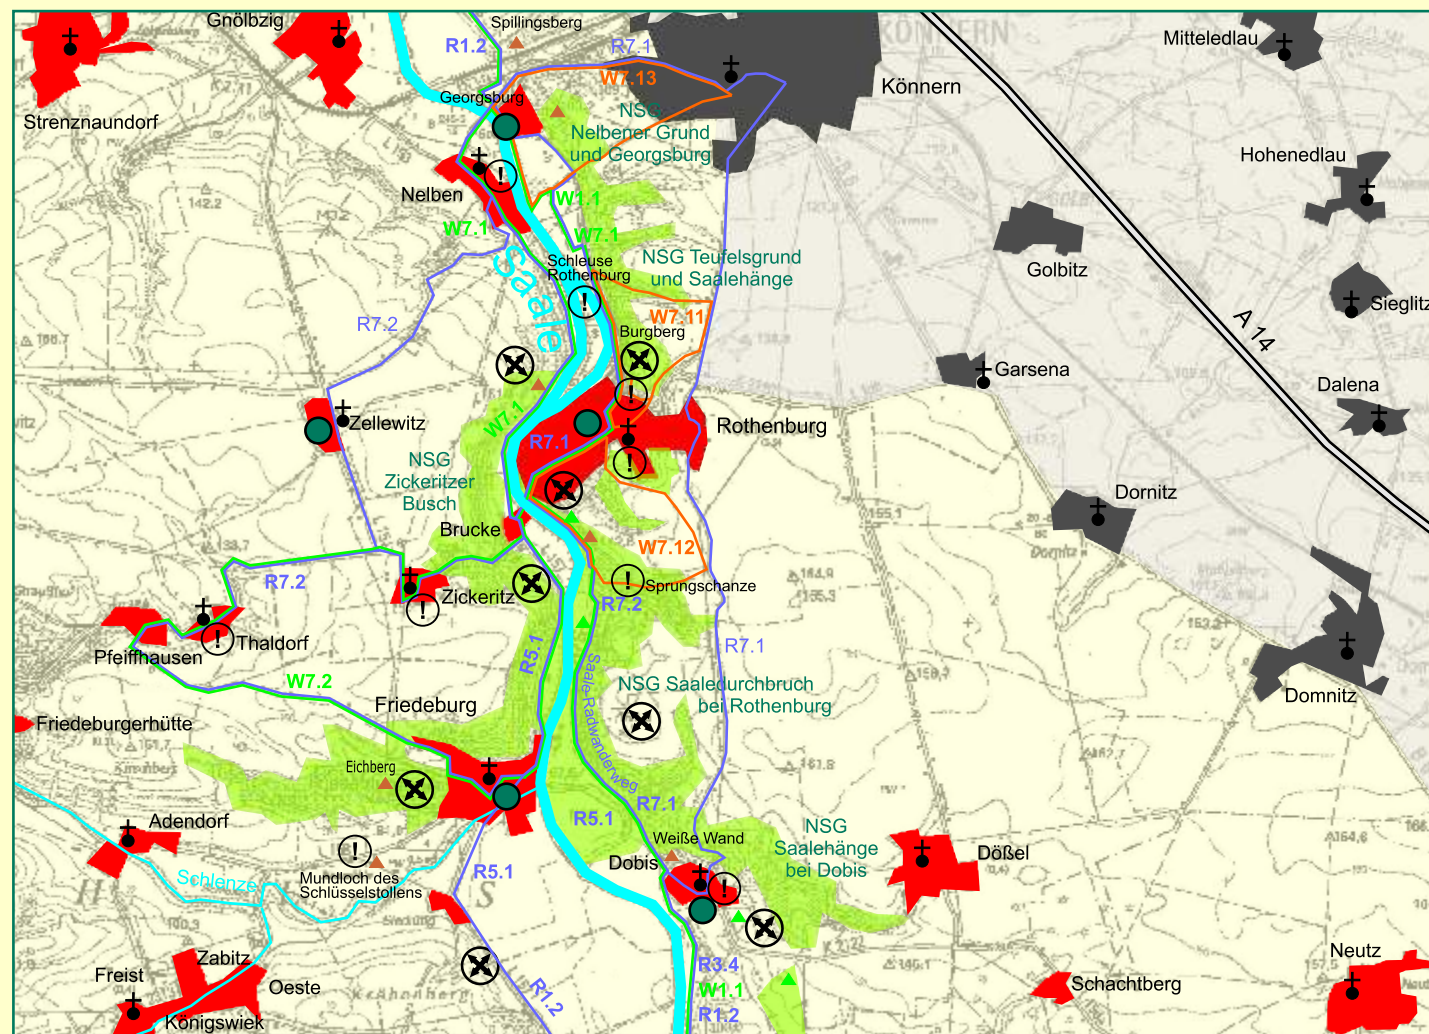 Gnölbzig
Spillingsberg
R1.2
R7.1
KÖNNERN
Mitteledlau
W7.13
Georgsburg
Könnern
Strenznaundorf
NSG
Nelbener Grund
und Georgsburg
Hohenedlau
142.2
Nelben
W1.1
W7.1
W7.1
Saale
Schleuse
Rothenburg
NSG Teufelsgrund
und Saalehänge
Golbitz
Sieglitz
R7.2
W7.11
Burgberg
A 14
Garsena
Dalena
W7.1
Zellewitz
R7.1
Rothenburg
NSG
Zickeritzer
Busch
Dornitz
Brucke
W7.12
R7.2
Zickeritz
Sprungschanze
R7.2
Thaldorf
Pfeiffhausen
R5.1
R7.1
Saale-Radwanderweg
W7.2
NSG Saaledurchbruch
bei Rothenburg
Domnitz
Friedeburg
Friedeburgerhütte
Eichberg
161.8
R7.1
R5.1
Adendorf
Weiße Wand
NSG
Saalehänge
bei Dobis
Dobis
Dößel
Schlenze
Mundloch des
Schlüsselstollens
R5.1
H
S
Zabitz
Freist
Oeste
Königswiek
R1.2
R3.4
W1.1
R1.2
Schachtberg
Neutz